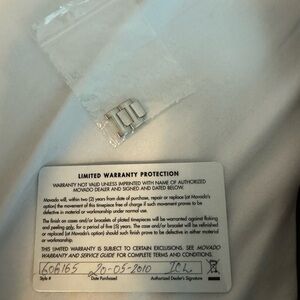 LIMITED WARRANTY PROTECTION
WARRANTY NOT VALID UNLESS IMPRINTED WITH NAME OF AUTHORIZED
MOVADO DEALER AND SIGNED AND DATED BELOW.
Movado will, within two (2) years from date of purchase, repair or replace (at Movado's
option) the movement of this timepiece free of charge if such movement proves to be
defective in material or workmanship under normal use.
The finish on cases and/or bracelets of plated timepieces will be warranted against flaking
and peeling only, for a period of five (5) years. The case and/or bracelet will be refinished
or replaced (at Movado's option) should such finish prove to be defective in either material
or workmanship.
THIS LIMITED WARRANTY IS SUBJECT TO CERTAIN EXCLUSIONS. SEE MOVADO
WARRANTY AND SERVICE GUIDE FOR COMPLETE TERMS AND CONDITIONS.
606165 20-05-2010 ICL
Style # Date Purchased Authorized Dealer's Signature